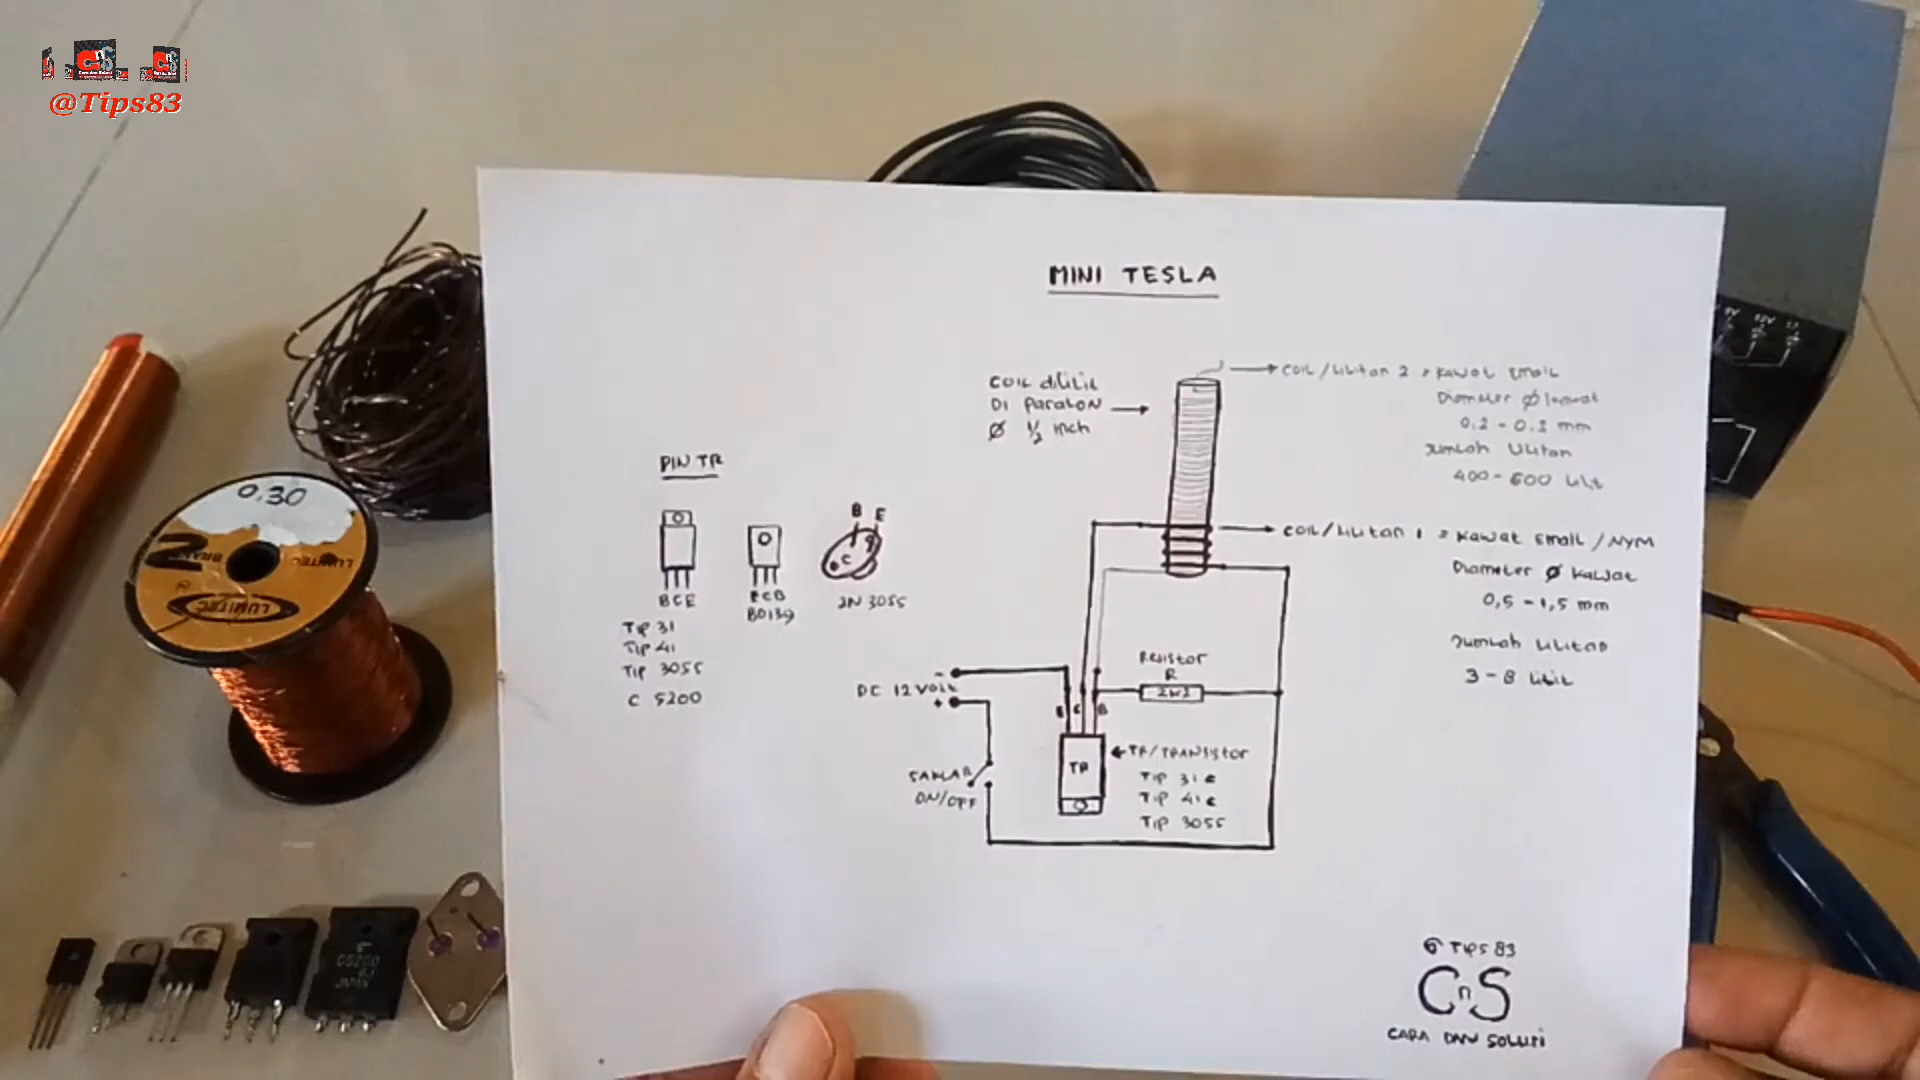 @Tips83
MINI TESLA
COIL dililit
DI Paralon
Ø 1/2 inch
COIL/Lilitan 2 = Kawat Email
Diameter Ø kawat
0.2 - 0.3 mm
Jumlah Lilitan
400 - 600 Lilit
COIL/Lilitan 1 = Kawat Email / NYM
Diameter Ø Kawat
0,5 - 1,5 mm
Jumlah Lilitan
3 - 8 Lilit
PIN TR
BCE
TIP 31
TIP 41
TIP 3055
C 5200
ECB
BD139
B E
C
2N 3055
Resistor
R
DC 12 Volt
-
+
E C B
TR
TR/TRANSISTOR
TIP 31 C
TIP 41 C
TIP 3055
SAKLAR
ON/OFF
0.30
LUMITEC
BRAND
C5200
Tips 83
CnS
CARA DAN SOLUSI